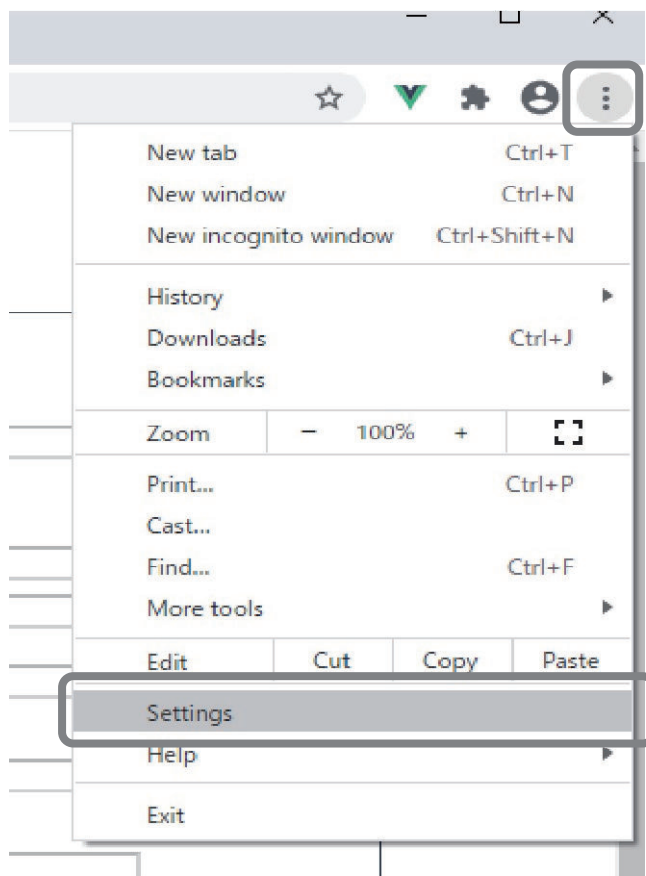 New tab Ctrl+T
New window Ctrl+N
New incognito window Ctrl+Shift+N
History
Downloads Ctrl+J
Bookmarks
Zoom − 100% +
Print... Ctrl+P
Cast...
Find... Ctrl+F
More tools
Edit Cut Copy Paste
Settings
Help
Exit